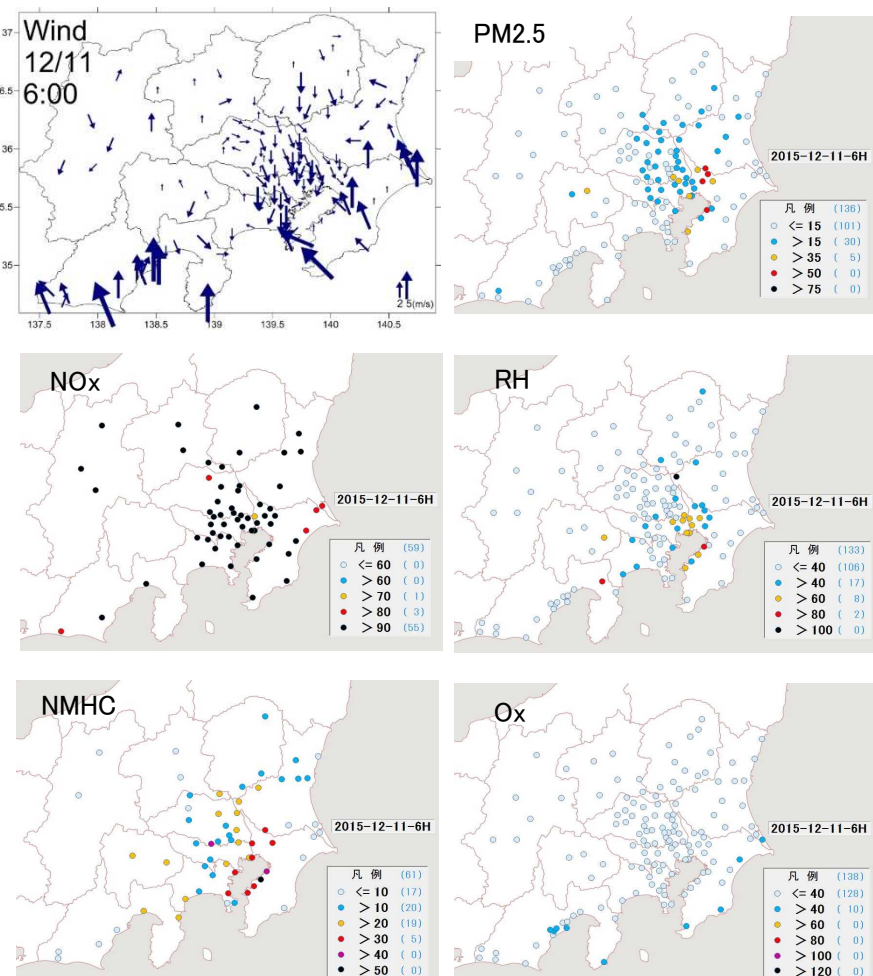 Wind
12/11
6:00
37
6.5
36
5.5
35
137.5 138 138.5 139 139.5 140 140.5
2.5(m/s)
PM2.5
2015-12-11-6H
凡 例 (136)
<= 15 (101)
> 15 ( 30)
> 35 ( 5)
> 50 ( 0)
> 75 ( 0)
NOx
2015-12-11-6H
凡 例 (59)
<= 60 ( 0)
> 60 ( 0)
> 70 ( 1)
> 80 ( 3)
> 90 (55)
RH
2015-12-11-6H
凡 例 (133)
<= 40 (106)
> 40 ( 17)
> 60 ( 8)
> 80 ( 2)
> 100 ( 0)
NMHC
2015-12-11-6H
凡 例 (61)
<= 10 (17)
> 10 (20)
> 20 (19)
> 30 ( 5)
> 40 ( 0)
> 50 ( 0)
Ox
2015-12-11-6H
凡 例 (138)
<= 40 (128)
> 40 ( 10)
> 60 ( 0)
> 80 ( 0)
> 100 ( 0)
> 120 ( 0)